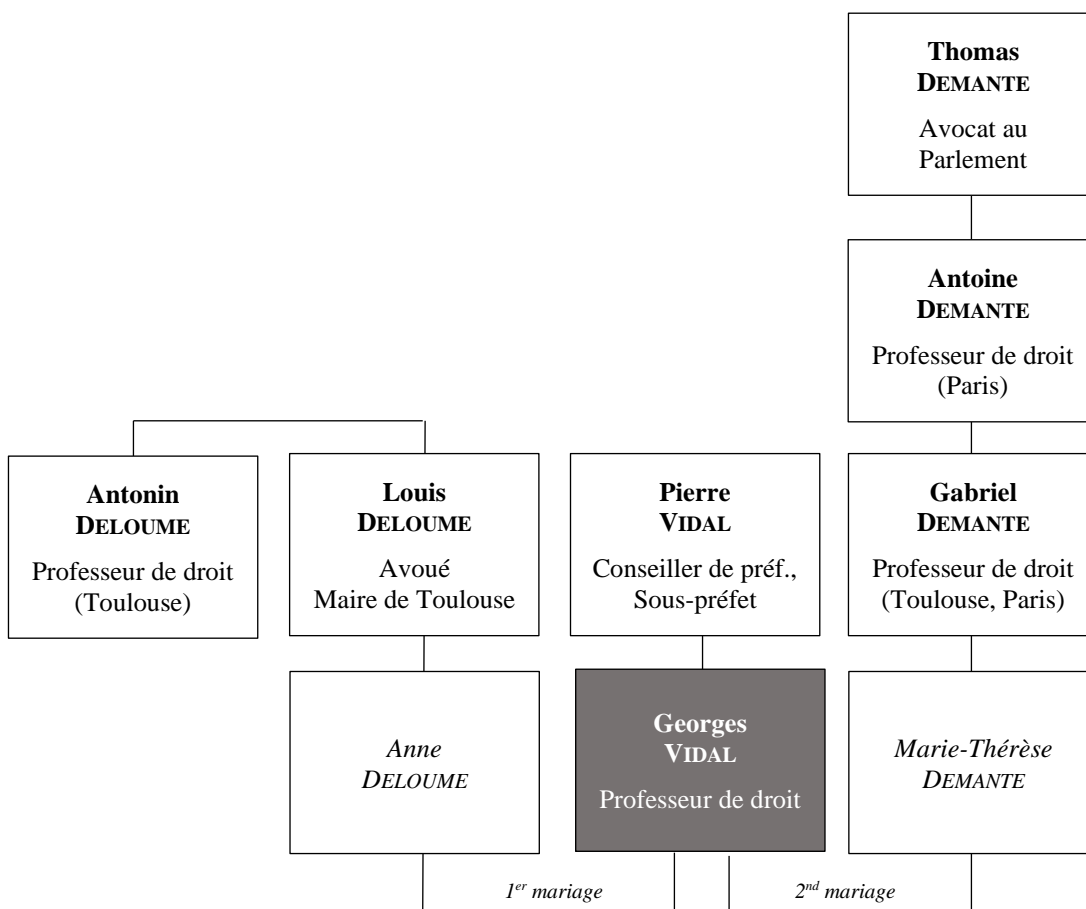 Thomas
DEMANTE
Avocat au
Parlement
Antoine
DEMANTE
Professeur de droit
(Paris)
Antonin
DELOUME
Professeur de droit
(Toulouse)
Louis
DELOUME
Avoué
Maire de Toulouse
Pierre
VIDAL
Conseiller de préf.,
Sous-préfet
Gabriel
DEMANTE
Professeur de droit
(Toulouse, Paris)
Anne
DELOUME
Georges
VIDAL
Professeur de droit
Marie-Thérèse
DEMANTE
1er mariage
2nd mariage